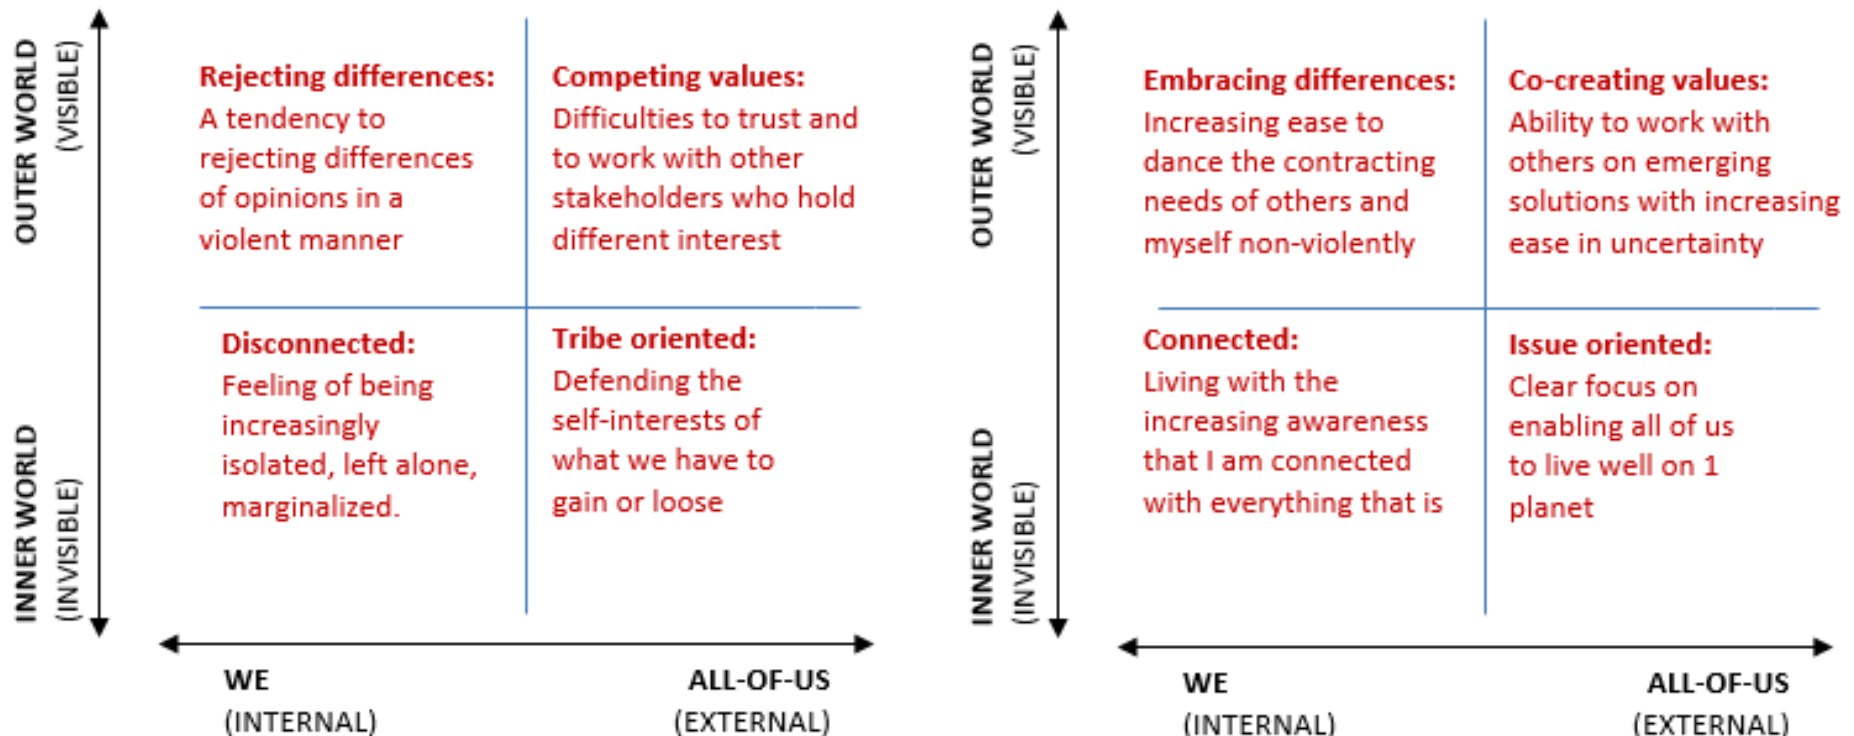 OUTER WORLD
(VISIBLE)
INNER WORLD
(INVISIBLE)
Rejecting differences:
A tendency to
rejecting differences
of opinions in a
violent manner
Competing values:
Difficulties to trust and
to work with other
stakeholders who hold
different interest
Disconnected:
Feeling of being
increasingly
isolated, left alone,
marginalized.
Tribe oriented:
Defending the
self-interests of
what we have to
gain or loose
WE
(INTERNAL)
ALL-OF-US
(EXTERNAL)
OUTER WORLD
(VISIBLE)
INNER WORLD
(INVISIBLE)
Embracing differences:
Increasing ease to
dance the contracting
needs of others and
myself non-violently
Co-creating values:
Ability to work with
others on emerging
solutions with increasing
ease in uncertainty
Connected:
Living with the
increasing awareness
that I am connected
with everything that is
Issue oriented:
Clear focus on
enabling all of us
to live well on 1
planet
WE
(INTERNAL)
ALL-OF-US
(EXTERNAL)